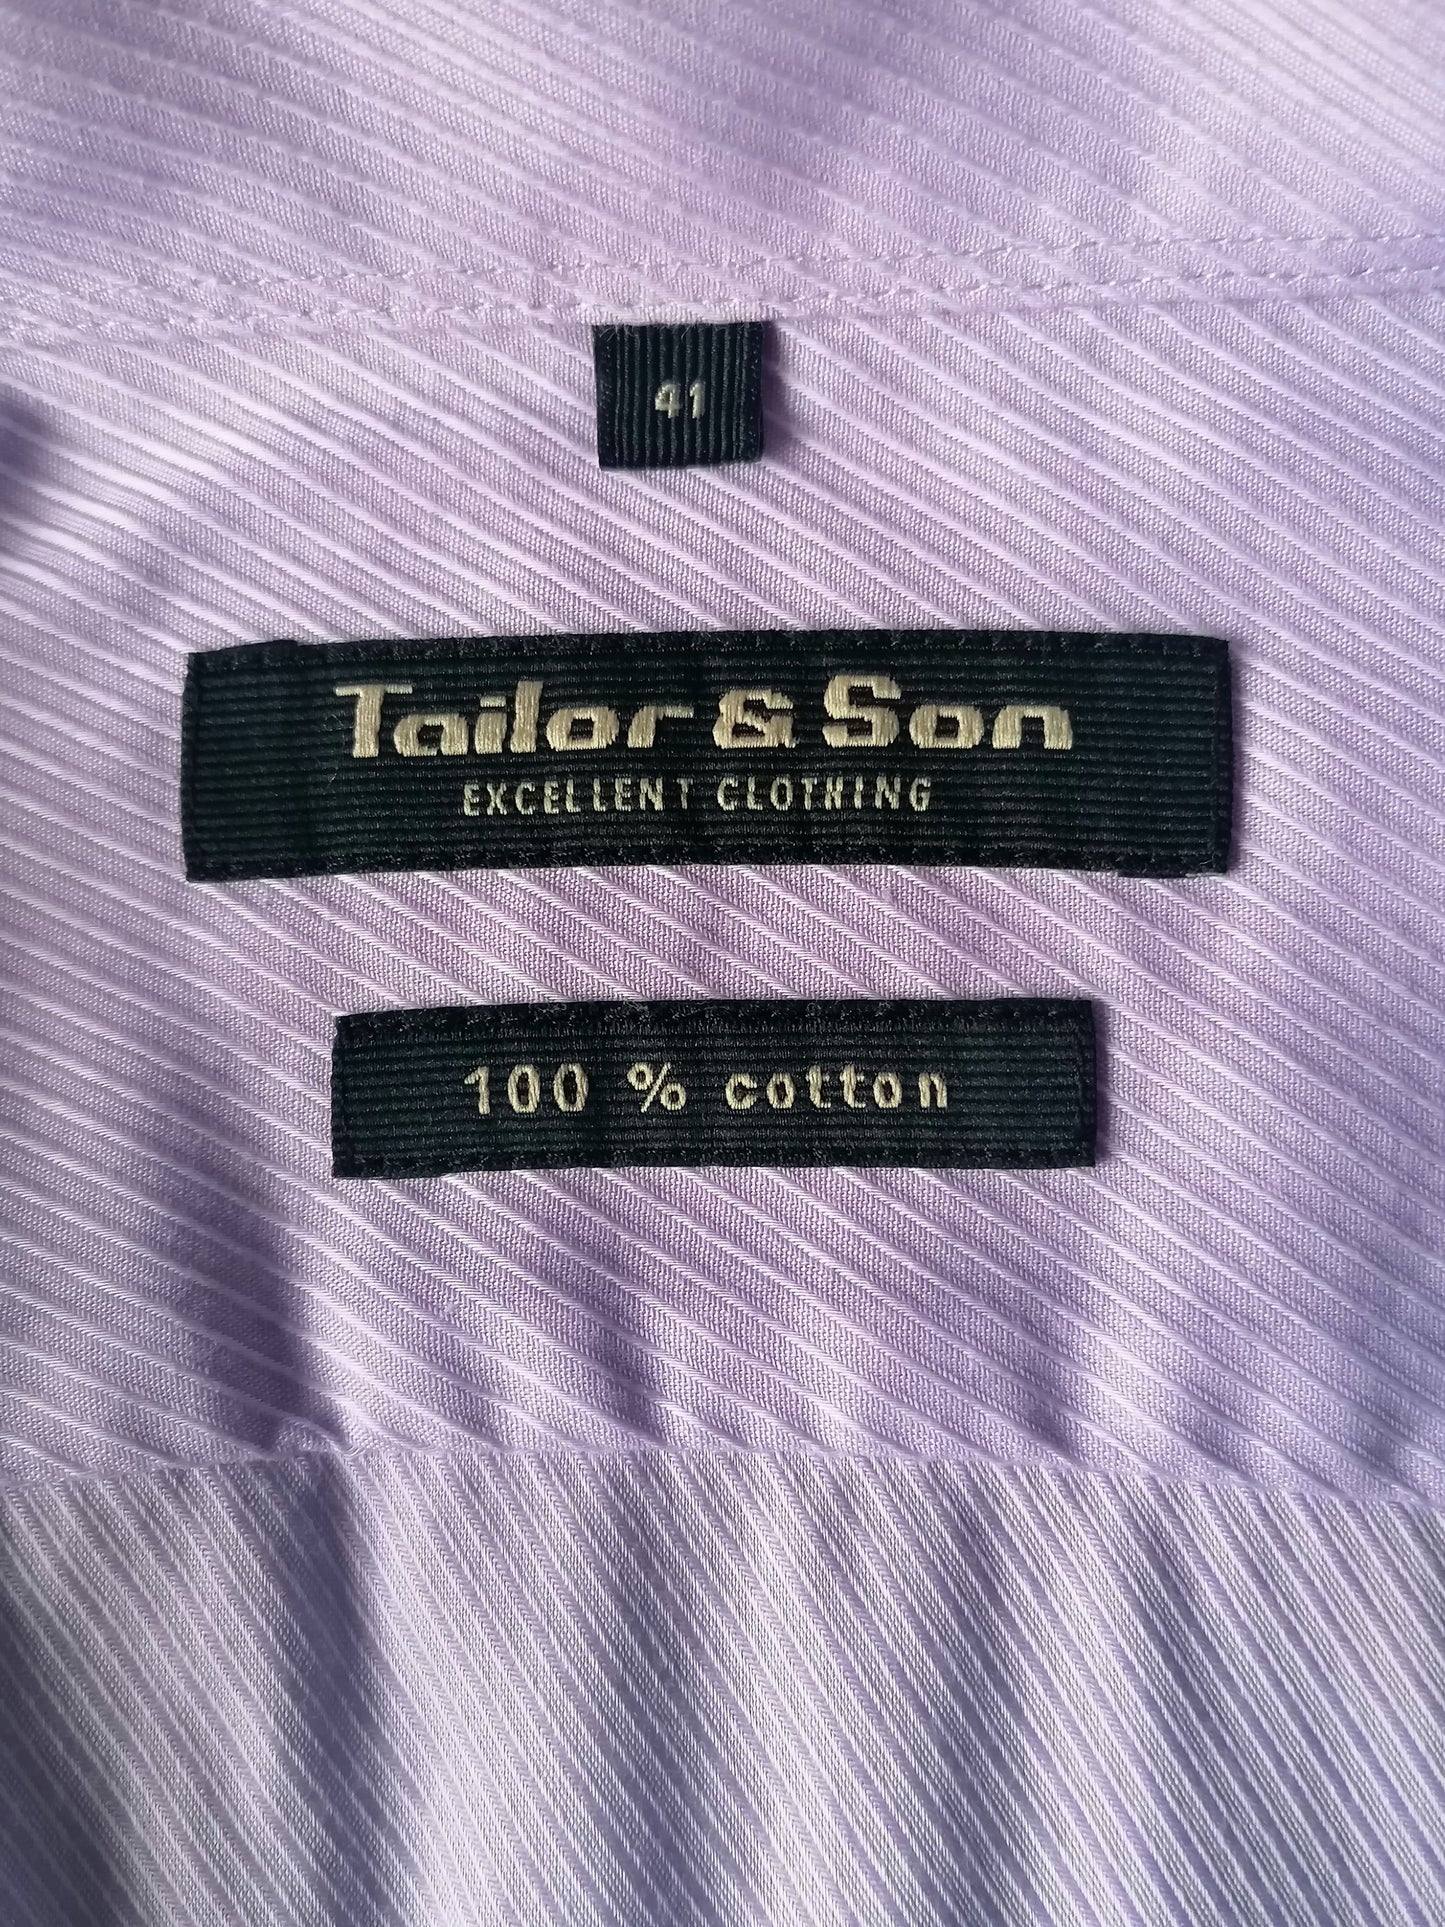 41
Tailor & Son
EXCELLENT CLOTHING
100 % cotton